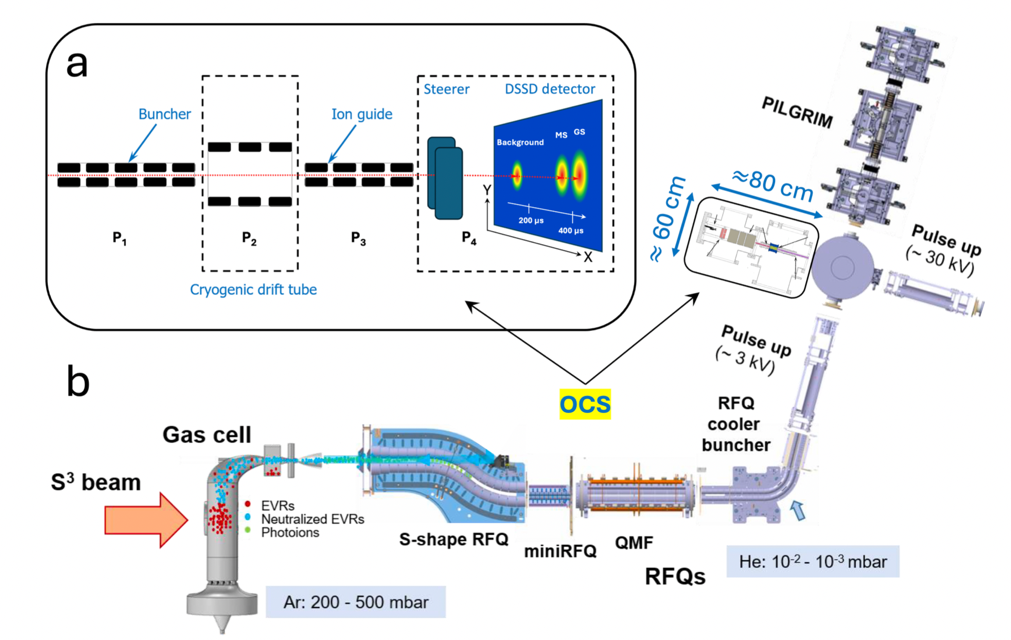 a
Buncher
Ion guide
Steerer
DSSD detector
Background
MS
GS
Y
200 µs
400 µs
X
P₁
P₂
P₃
P₄
Cryogenic drift tube
PILGRIM
≈80 cm
≈ 60 cm
Pulse up
(~ 30 kV)
Pulse up
(~ 3 kV)
OCS
b
RFQ
cooler
buncher
Gas cell
S³ beam
EVRs
Neutralized EVRs
Photoions
S-shape RFQ
miniRFQ
QMF
RFQs
He: 10⁻² - 10⁻³ mbar
Ar: 200 - 500 mbar